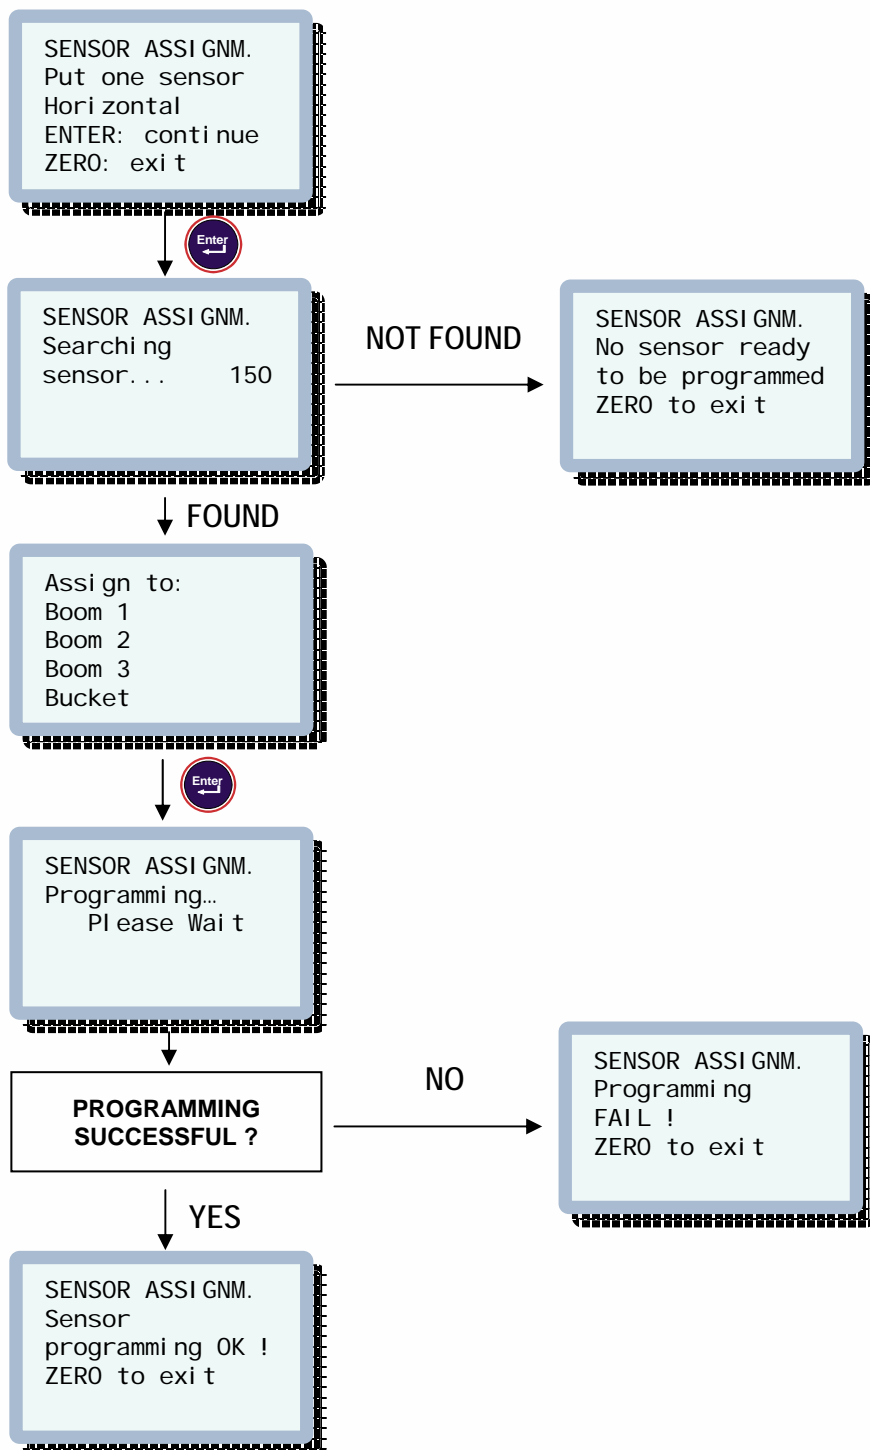 SENSOR ASSIGNM.
Put one sensor
Horizontal
ENTER: continue
ZERO: exit
Enter
SENSOR ASSIGNM.
Searching
sensor... 150
NOT FOUND
SENSOR ASSIGNM.
No sensor ready
to be programmed
ZERO to exit
FOUND
Assign to:
Boom 1
Boom 2
Boom 3
Bucket
Enter
SENSOR ASSIGNM.
Programming...
Please Wait
PROGRAMMING
SUCCESSFUL ?
NO
SENSOR ASSIGNM.
Programming
FAIL !
ZERO to exit
YES
SENSOR ASSIGNM.
Sensor
programming OK !
ZERO to exit